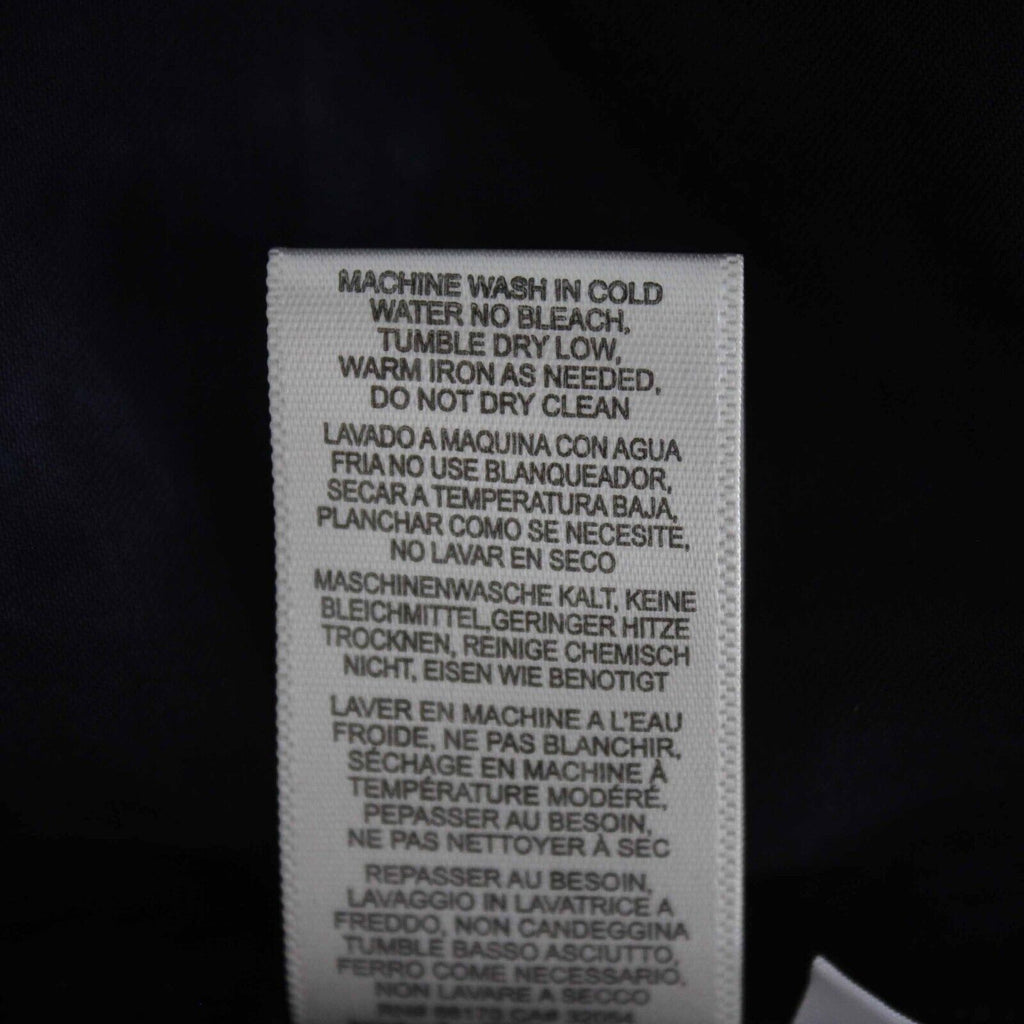 MACHINE WASH IN COLD
WATER NO BLEACH,
TUMBLE DRY LOW,
WARM IRON AS NEEDED,
DO NOT DRY CLEAN
LAVADO A MAQUINA CON AGUA
FRIA NO USE BLANQUEADOR,
SECAR A TEMPERATURA BAJA,
PLANCHAR COMO SE NECESITE,
NO LAVAR EN SECO
MASCHINENWASCHE KALT, KEINE
BLEICHMITTEL,GERINGER HITZE
TROCKNEN, REINIGE CHEMISCH
NICHT, EISEN WIE BENOTIGT
LAVER EN MACHINE A L'EAU
FROIDE, NE PAS BLANCHIR,
SÉCHAGE EN MACHINE À
TEMPÉRATURE MODÉRÉ,
PEPASSER AU BESOIN,
NE PAS NETTOYER À SEC
REPASSER AU BESOIN,
LAVAGGIO IN LAVATRICE A
FREDDO, NON CANDEGGINA
TUMBLE BASSO ASCIUTTO,
FERRO COME NECESSARIO,
NON LAVARE A SECCO
RN# CA#